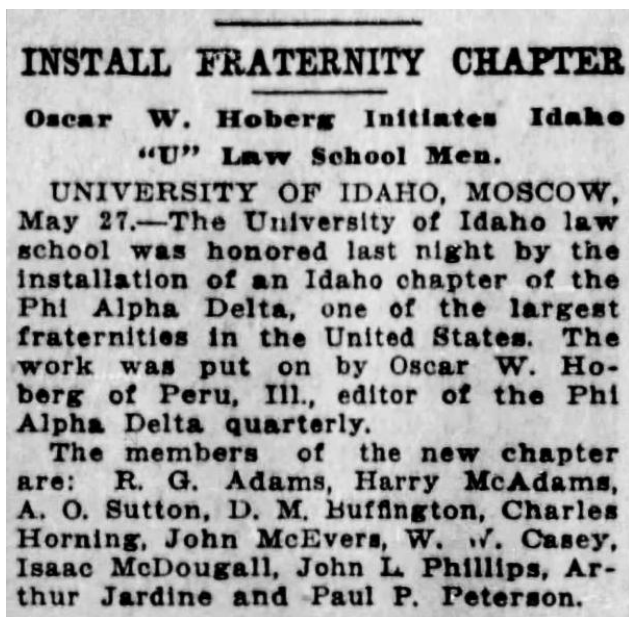 INSTALL FRATERNITY CHAPTER
Oscar W. Hoberg Initiates Idaho
"U" Law School Men.
UNIVERSITY OF IDAHO, MOSCOW,
May 27.—The University of Idaho law
school was honored last night by the
installation of an Idaho chapter of the
Phi Alpha Delta, one of the largest
fraternities in the United States. The
work was put on by Oscar W. Ho-
berg of Peru, Ill., editor of the Phi
Alpha Delta quarterly.
The members of the new chapter
are: R. G. Adams, Harry McAdams,
A. O. Sutton, D. M. Buffington, Charles
Horning, John McEvers, W. W. Casey,
Isaac McDougall, John L. Phillips, Ar-
thur Jardine and Paul P. Peterson.